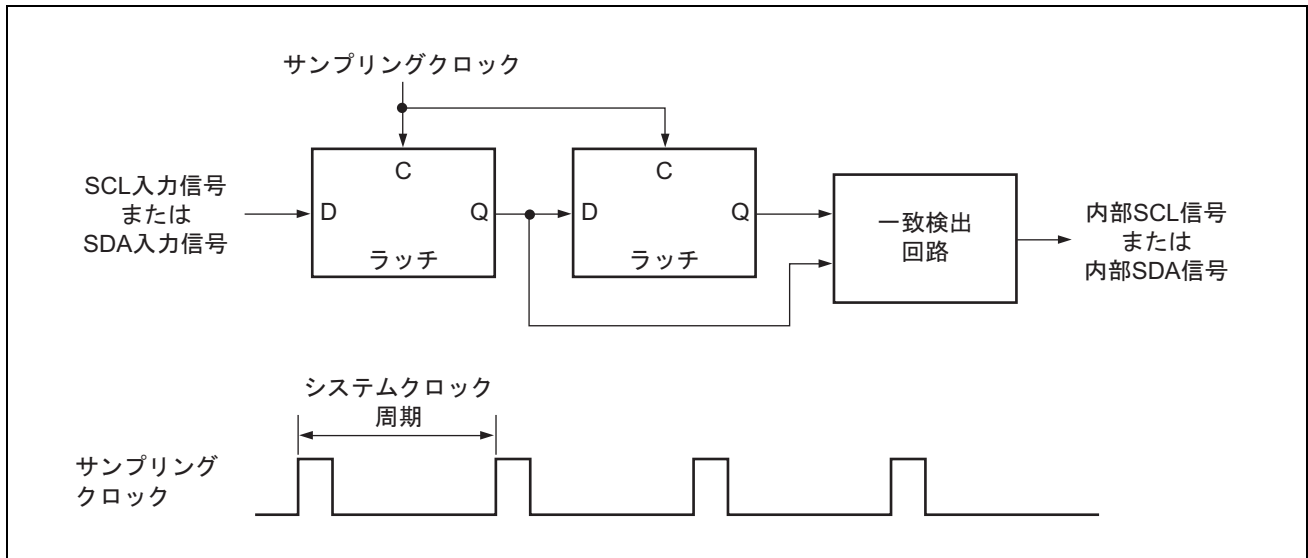 サンプリングクロック
SCL入力信号
または
SDA入力信号
C
D
Q
ラッチ
C
D
Q
ラッチ
一致検出
回路
内部SCL信号
または
内部SDA信号
システムクロック
周期
サンプリング
クロック